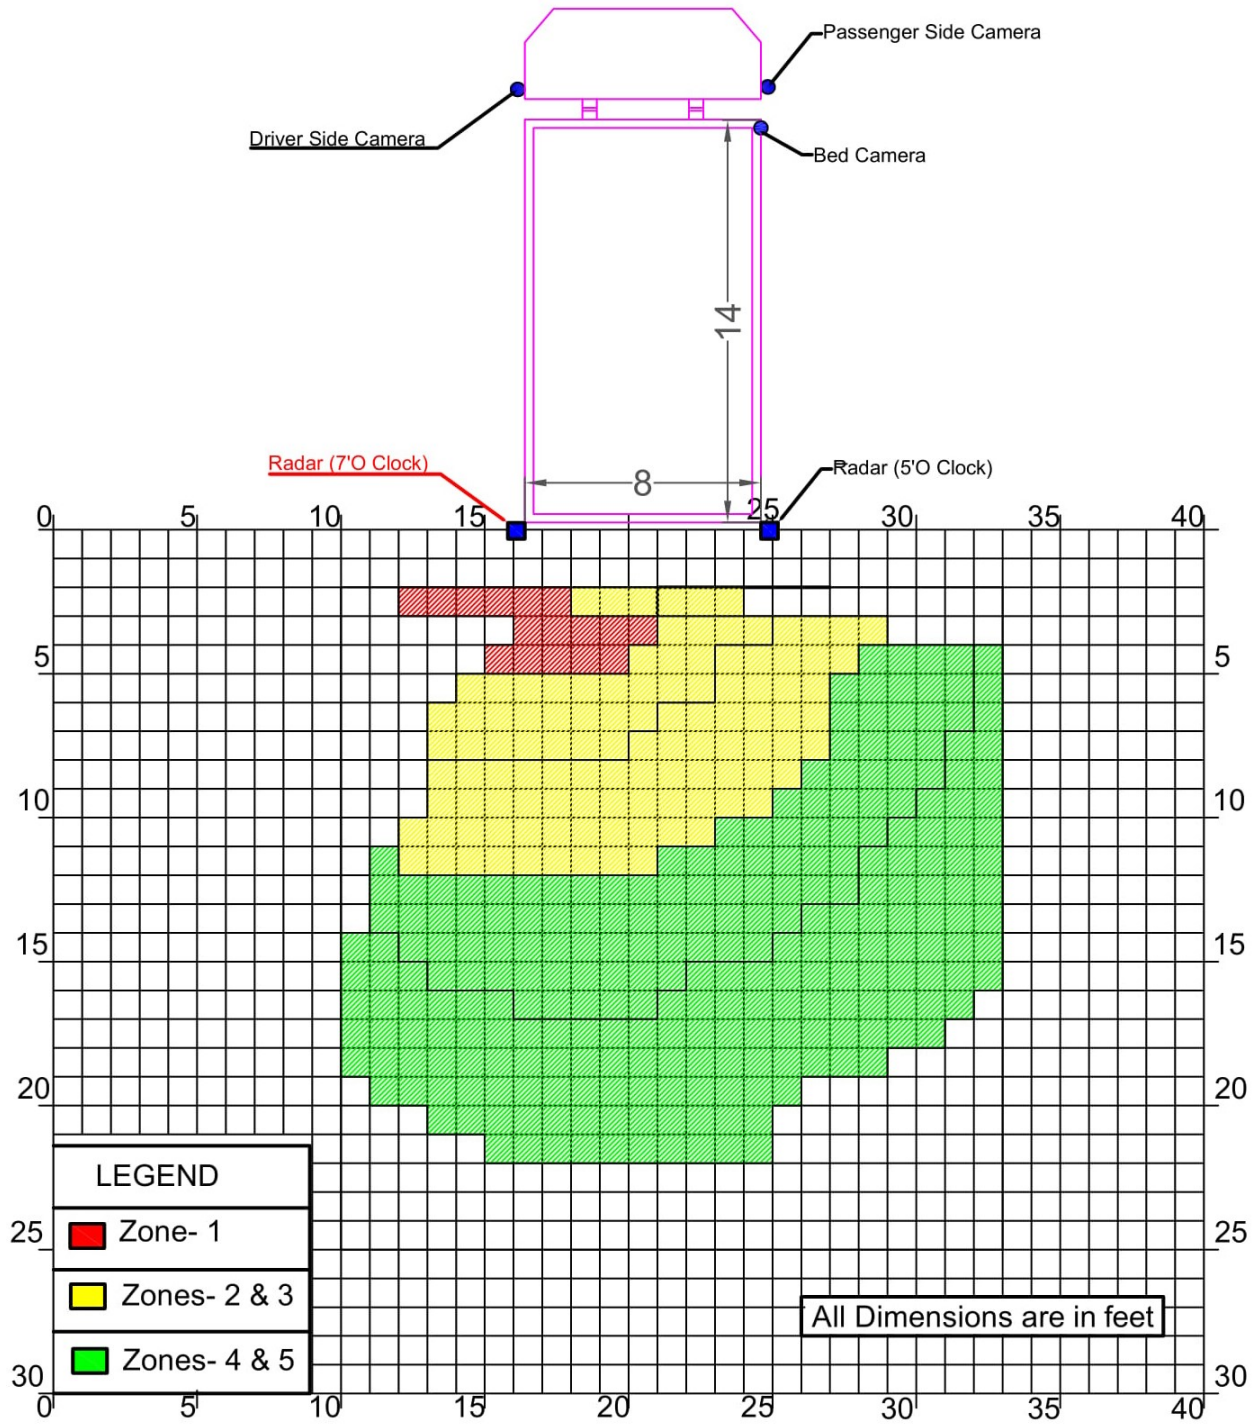 Passenger Side Camera
Driver Side Camera
Bed Camera
14
Radar (7'O Clock)
Radar (5'O Clock)
8
0 5 10 15 25 30 35 40
5 5
10 10
15 15
20 20
LEGEND
Zone- 1
25 25
Zones- 2 & 3
All Dimensions are in feet
Zones- 4 & 5
30 30
0 5 10 15 20 25 30 35 40